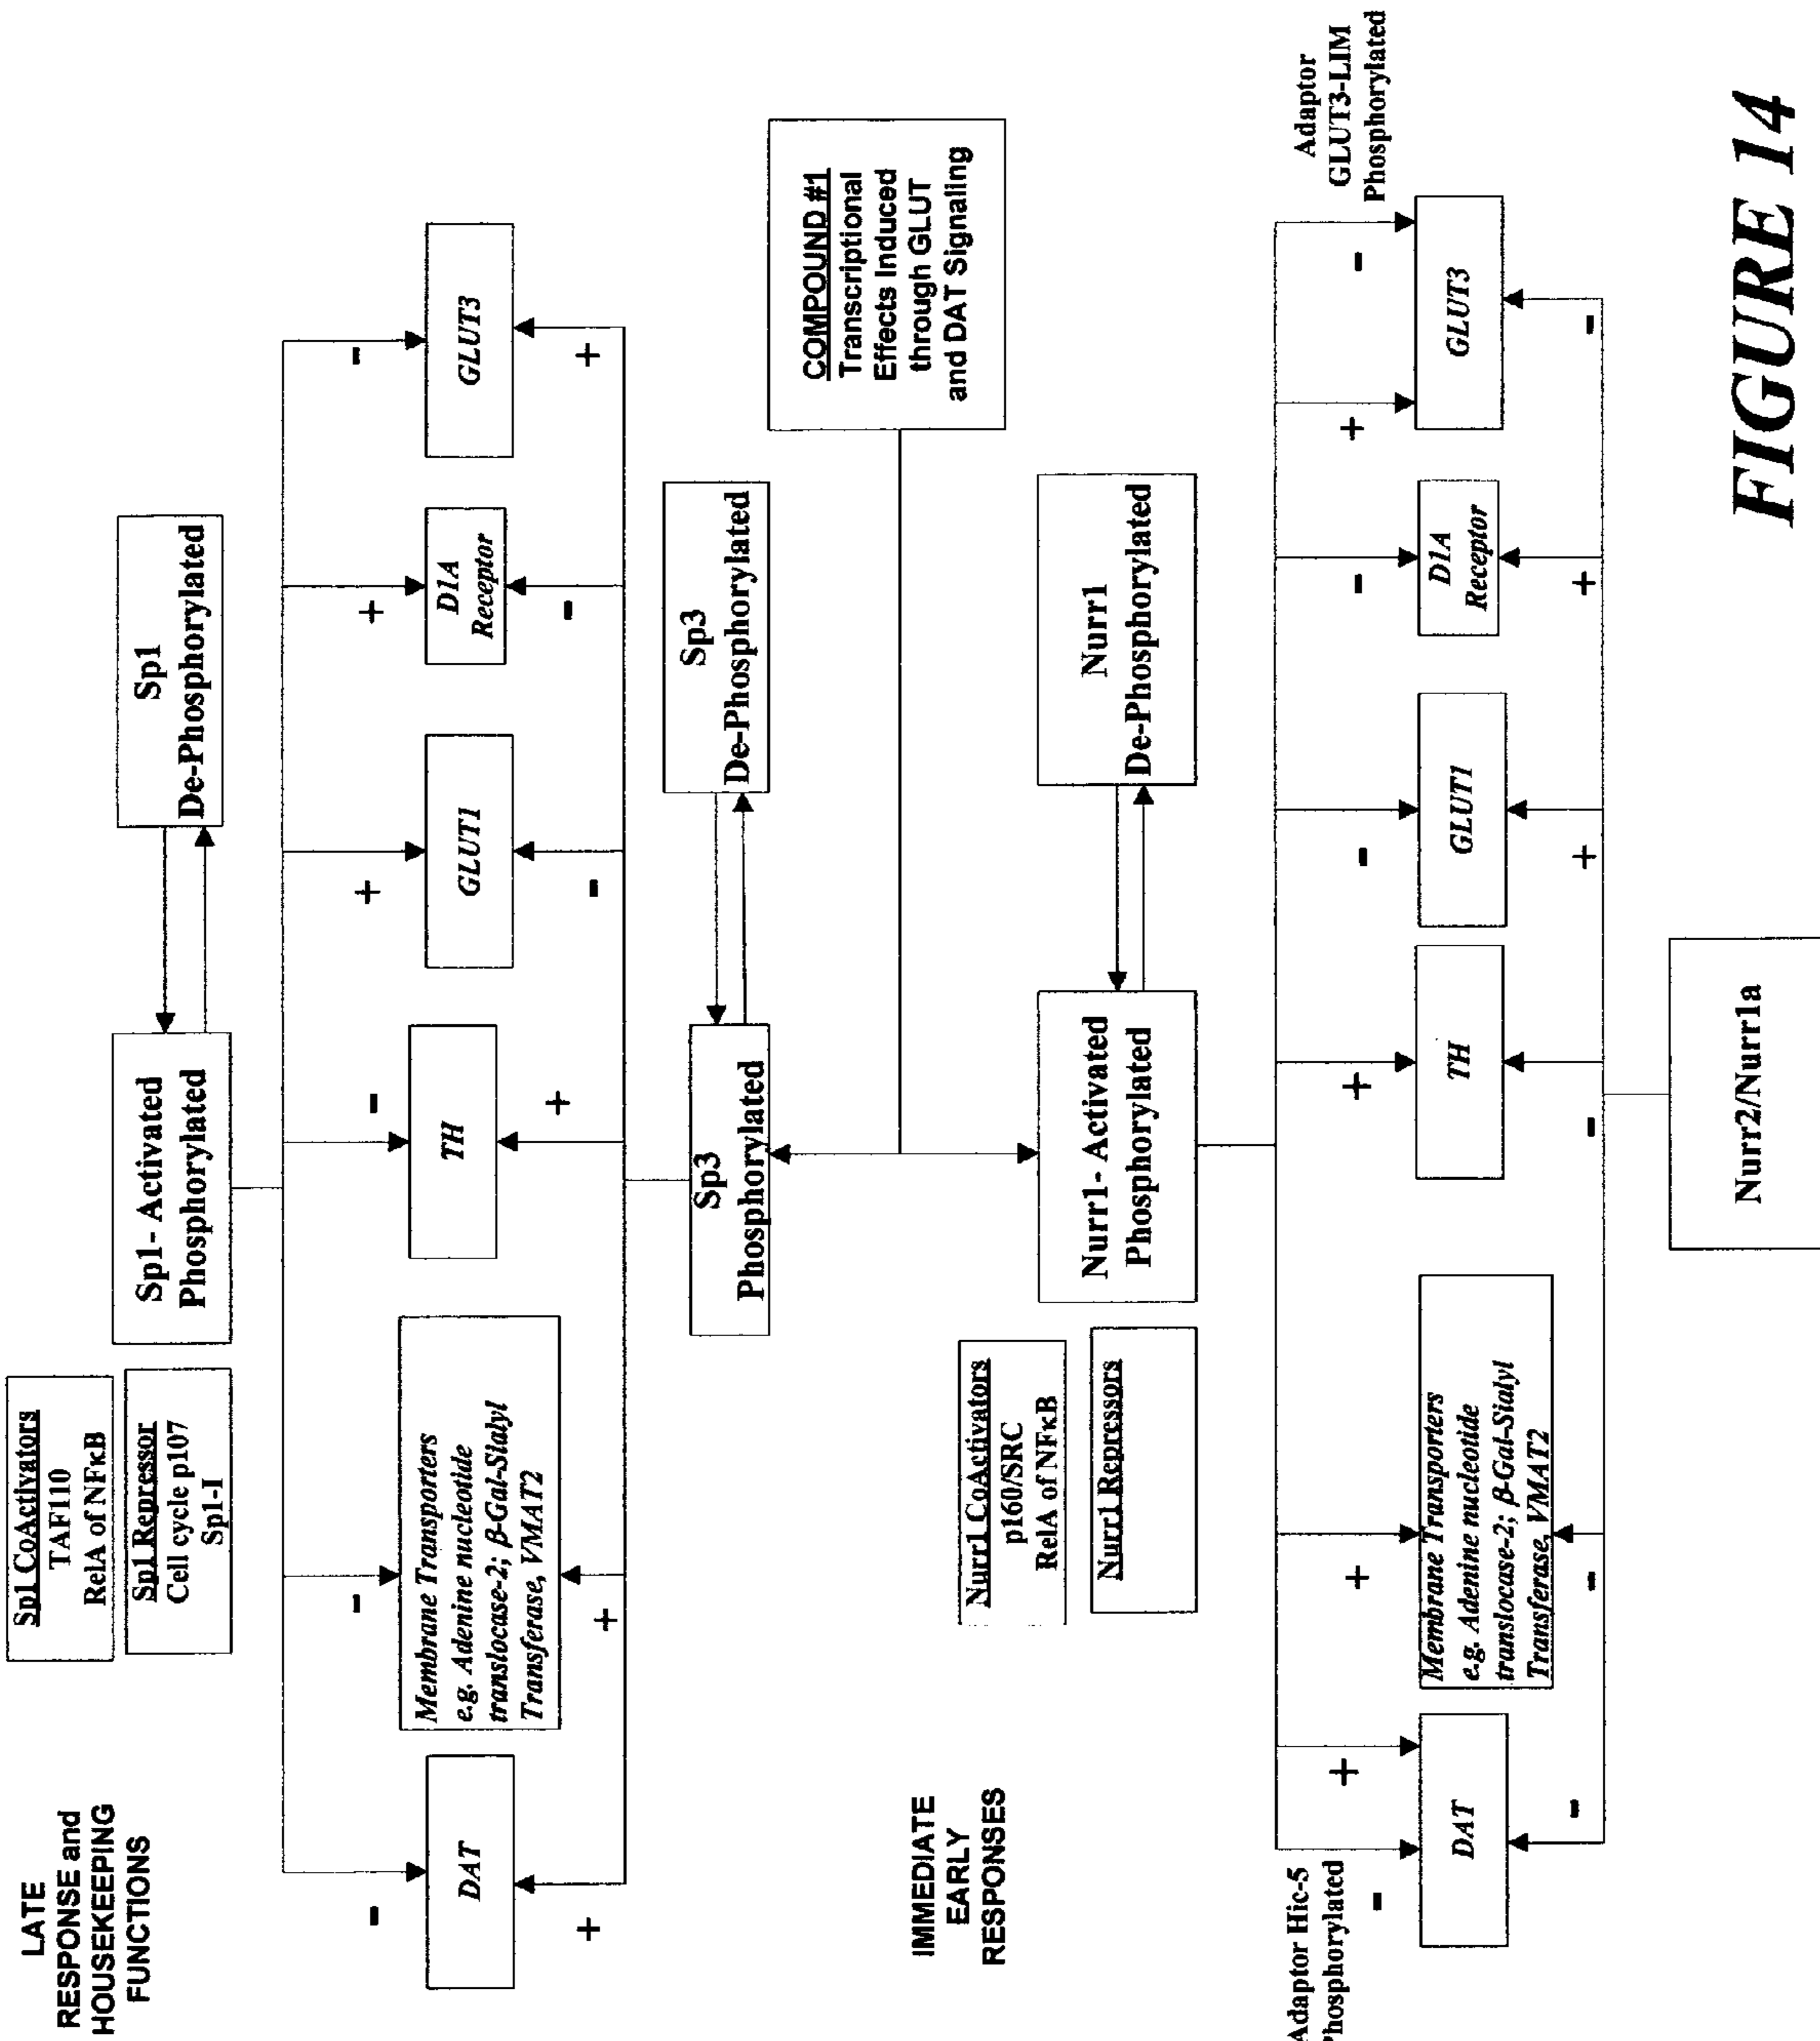 LATE
RESPONSE and
HOUSEKEEPING
FUNCTIONS
Sp1 CoActivators
TAF110
RelA of NFκB
Sp1 Repressor
Cell cycle p107
Sp1-I
Sp1- Activated
Phosphorylated
Sp1
De-Phosphorylated
-
-
-
+
+
-
DAT
Membrane Transporters
e.g. Adenine nucleotide
translocase-2; β-Gal-Sialyl
Transferase, VMAT2
TH
GLUT1
D1A
Receptor
GLUT3
+
+
+
-
-
+
Sp3
Phosphorylated
Sp3
De-Phosphorylated
COMPOUND #1
Transcriptional
Effects Induced
through GLUT
and DAT Signaling
IMMEDIATE
EARLY
RESPONSES
Nurr1 CoActivators
p160/SRC
RelA of NFκB
Nurr1 Repressors
Nurr1- Activated
Phosphorylated
Nurr1
De-Phosphorylated
Adaptor Hic-5
Phosphorylated
Adaptor
GLUT3-LIM
Phosphorylated
-
+
+
+
-
-
+
-
DAT
Membrane Transporters
e.g. Adenine nucleotide
translocase-2; β-Gal-Sialyl
Transferase, VMAT2
TH
GLUT1
D1A
Receptor
GLUT3
-
-
-
+
+
-
Nurr2/Nurr1a
FIGURE 14